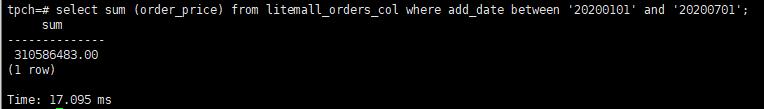 tpch=# select sum (order_price) from litemall_orders_col where add_date between '20200101' and '20200701';
     sum
--------------
 310586483.00
(1 row)

Time: 17.095 ms